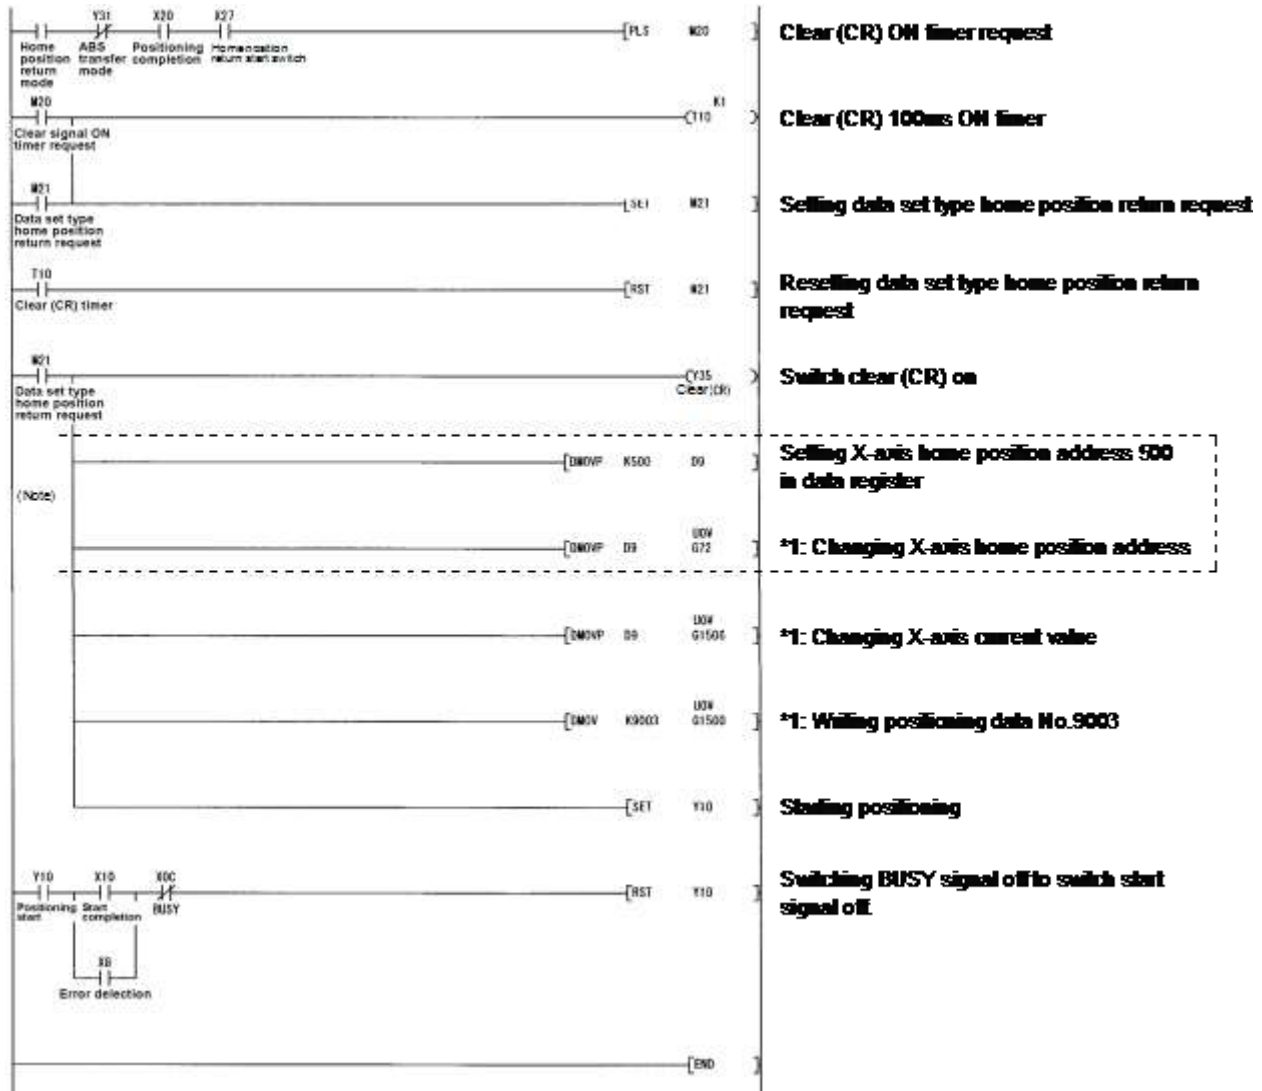 Y31 X20 X27
[PLS M20 ]
Clear (CR) ON timer request
Home position return mode
ABS transfer mode
Positioning completion
return start switch
M20
K1
(T10 )
Clear (CR) 100ms ON timer
Clear signal ON
timer request
M21
[SET M21 ]
Setting data set type home position return request
Data set type
home position
return request
T10
[RST M21 ]
Resetting data set type home position return
request
Clear (CR) timer
M21
(Y35 )
Switch clear (CR) on
Clear (CR)
Data set type
home position
return request
[DMOVP K500 D9 ]
Setting X-axis home position address 500
in data register
(Note)
[DMOVP D9 G72 ]
*1: Changing X-axis home position address
[DMOVP D9 G1506 ]
*1: Changing X-axis current value
[DMOV K9003 G1500 ]
*1: Writing positioning data No.9003
[SET Y10 ]
Starting positioning
Y10 X10 X0C
[RST Y10 ]
Switching BUSY signal off to switch start
signal off.
Positioning start
Start completion
BUSY
XB
Error detection
[END ]